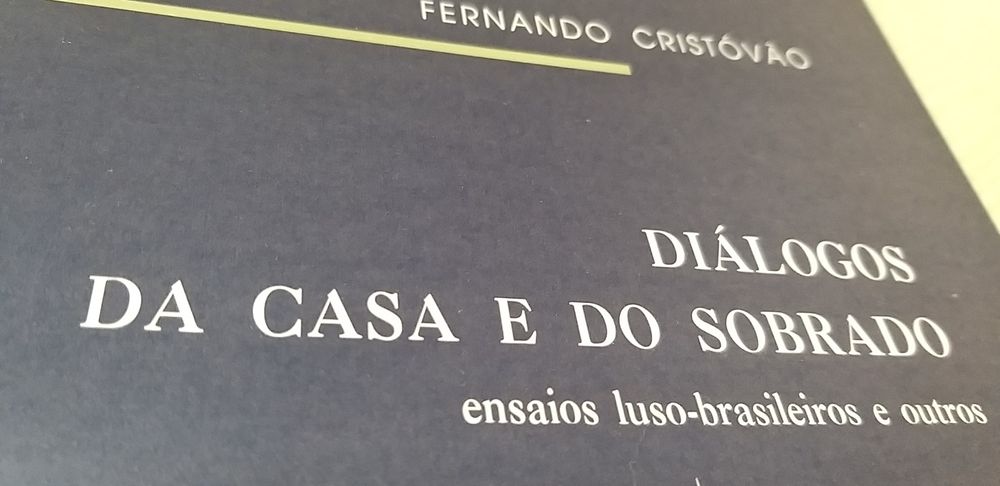 FERNANDO CRISTÓVÃO
DIÁLOGOS
DA CASA E DO SOBRADO
ensaios luso-brasileiros e outros